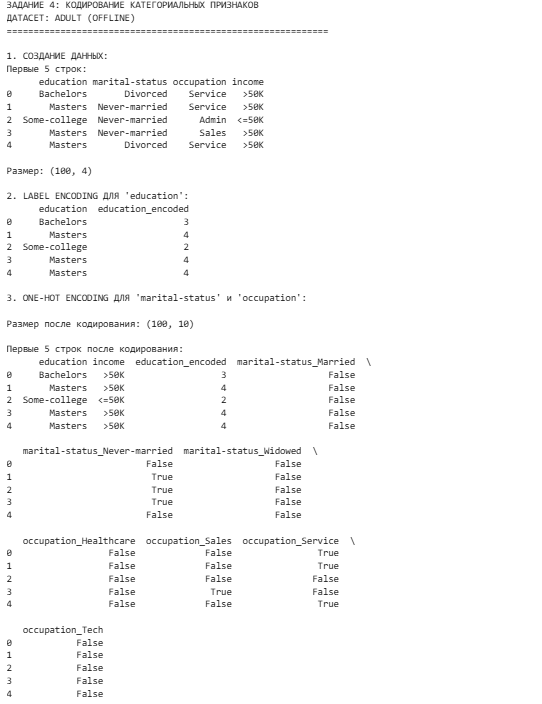 ЗАДАНИЕ 4: КОДИРОВАНИЕ КАТЕГОРИАЛЬНЫХ ПРИЗНАКОВ
DATACET: ADULT (OFFLINE)
============================================================
1. СОЗДАНИЕ ДАННЫХ:
Первые 5 строк:
education marital-status occupation income
0 Bachelors Divorced Service >50K
1 Masters Never-married Service >50K
2 Some-college Never-married Admin <=50K
3 Masters Never-married Sales >50K
4 Masters Divorced Service >50K
Размер: (100, 4)
2. LABEL ENCODING ДЛЯ 'education':
education education_encoded
0 Bachelors 3
1 Masters 4
2 Some-college 2
3 Masters 4
4 Masters 4
3. ONE-HOT ENCODING ДЛЯ 'marital-status' и 'occupation':
Размер после кодирования: (100, 10)
Первые 5 строк после кодирования:
education income education_encoded marital-status_Married \
0 Bachelors >50K 3 False
1 Masters >50K 4 False
2 Some-college <=50K 2 False
3 Masters >50K 4 False
4 Masters >50K 4 False
marital-status_Never-married marital-status_Widowed \
0 False False
1 True False
2 True False
3 True False
4 False False
occupation_Healthcare occupation_Sales occupation_Service \
0 False False True
1 False False True
2 False False False
3 False True False
4 False False True
occupation_Tech
0 False
1 False
2 False
3 False
4 False